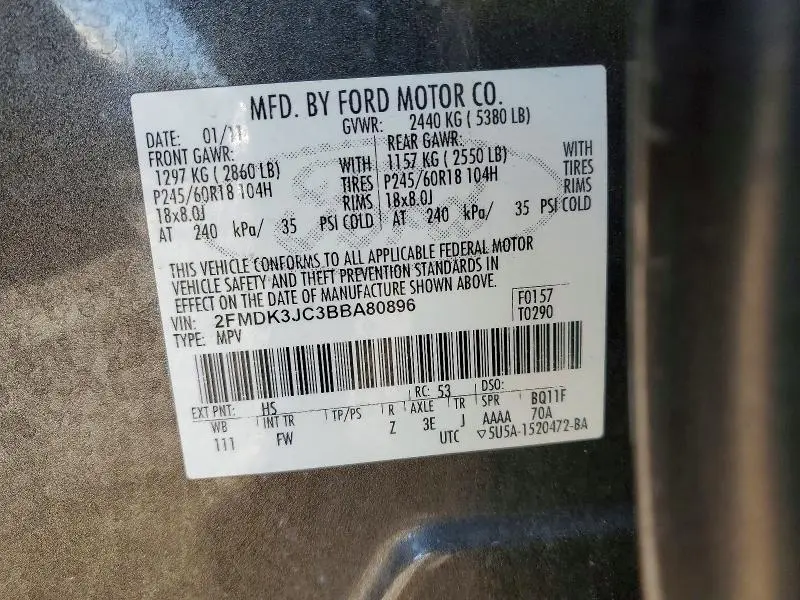 MFD. BY FORD MOTOR CO.
DATE: 01/11 GVWR: 2440 KG ( 5380 LB)
FRONT GAWR: REAR GAWR:
1297 KG ( 2860 LB) WITH 1157 KG ( 2550 LB) WITH
P245/60R18 104H TIRES P245/60R18 104H TIRES
18x8.0J RIMS 18x8.0J RIMS
AT 240 kPa/ 35 PSI COLD AT 240 kPa/ 35 PSI COLD
THIS VEHICLE CONFORMS TO ALL APPLICABLE FEDERAL MOTOR
VEHICLE SAFETY AND THEFT PREVENTION STANDARDS IN
EFFECT ON THE DATE OF MANUFACTURE SHOWN ABOVE.
VIN: 2FMDK3JC3BBA80896 F0157
TYPE: MPV T0290
EXT PNT: HS RC: 53 DSO: BQ11F
WB INT TR TP/PS R AXLE TR SPR 70A
111 FW Z 3E J AAAA
UTC ▽5U5A-1520472-BA